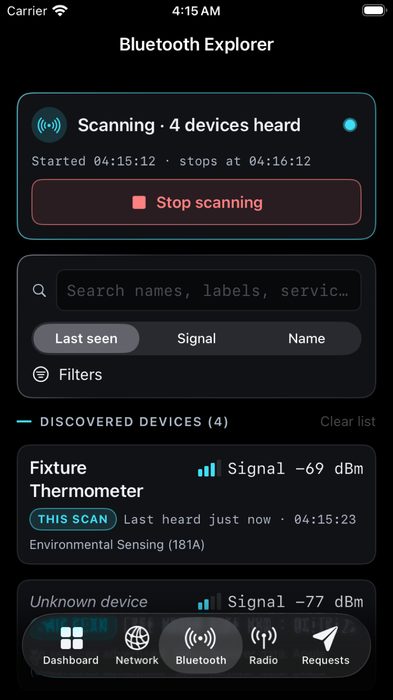 Carrier 4:15 AM
Bluetooth Explorer
Scanning · 4 devices heard
Started 04:15:12 · stops at 04:16:12
Stop scanning
Search names, labels, servic…
Last seen Signal Name
Filters
DISCOVERED DEVICES (4) Clear list
Fixture Thermometer Signal −69 dBm
THIS SCAN Last heard just now · 04:15:23
Environmental Sensing (181A)
Unknown device Signal −77 dBm
Dashboard Network Bluetooth Radio Requests